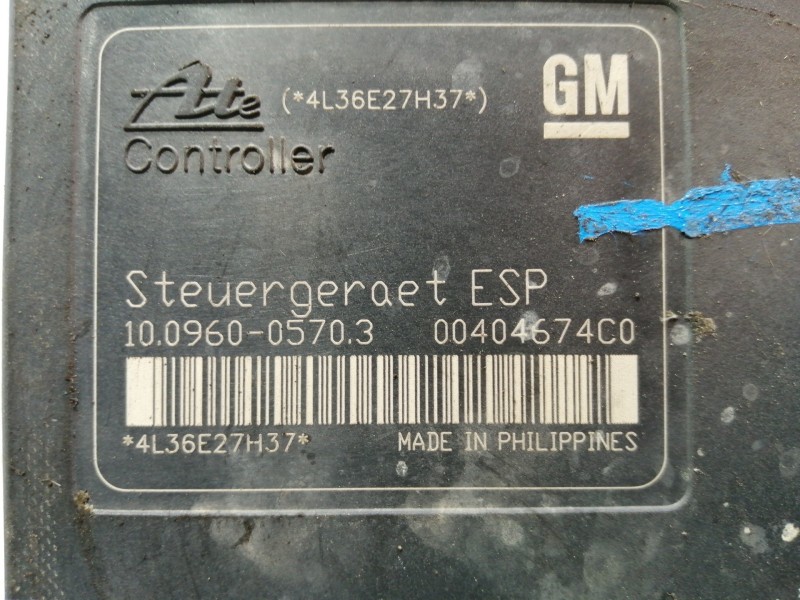 Ate (*4L36E27H37*) GM
Controller
Steuergeraet ESP
10.0960-0570.3 00404674C0
*4L36E27H37* MADE IN PHILIPPINES